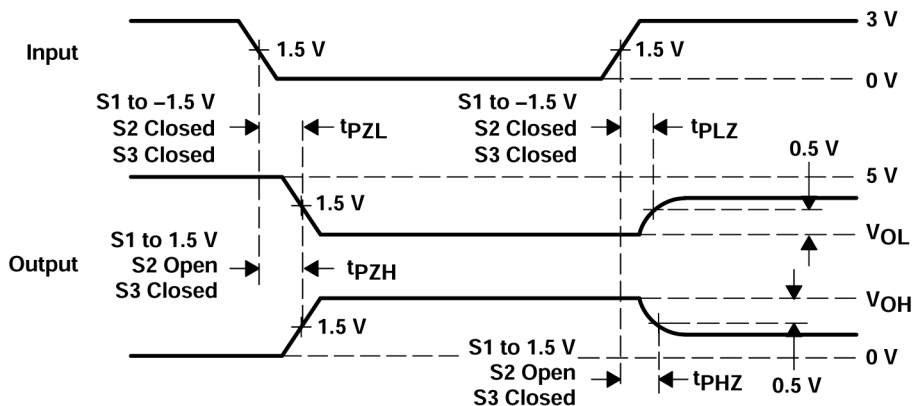 3 V
Input
1.5 V
1.5 V
0 V
S1 to –1.5 V
S2 Closed
S3 Closed
tPZL
S1 to –1.5 V
S2 Closed
S3 Closed
tPLZ
0.5 V
5 V
1.5 V
VOL
Output
S1 to 1.5 V
S2 Open
S3 Closed
tPZH
VOH
1.5 V
S1 to 1.5 V
S2 Open
S3 Closed
tPHZ
0.5 V
0 V